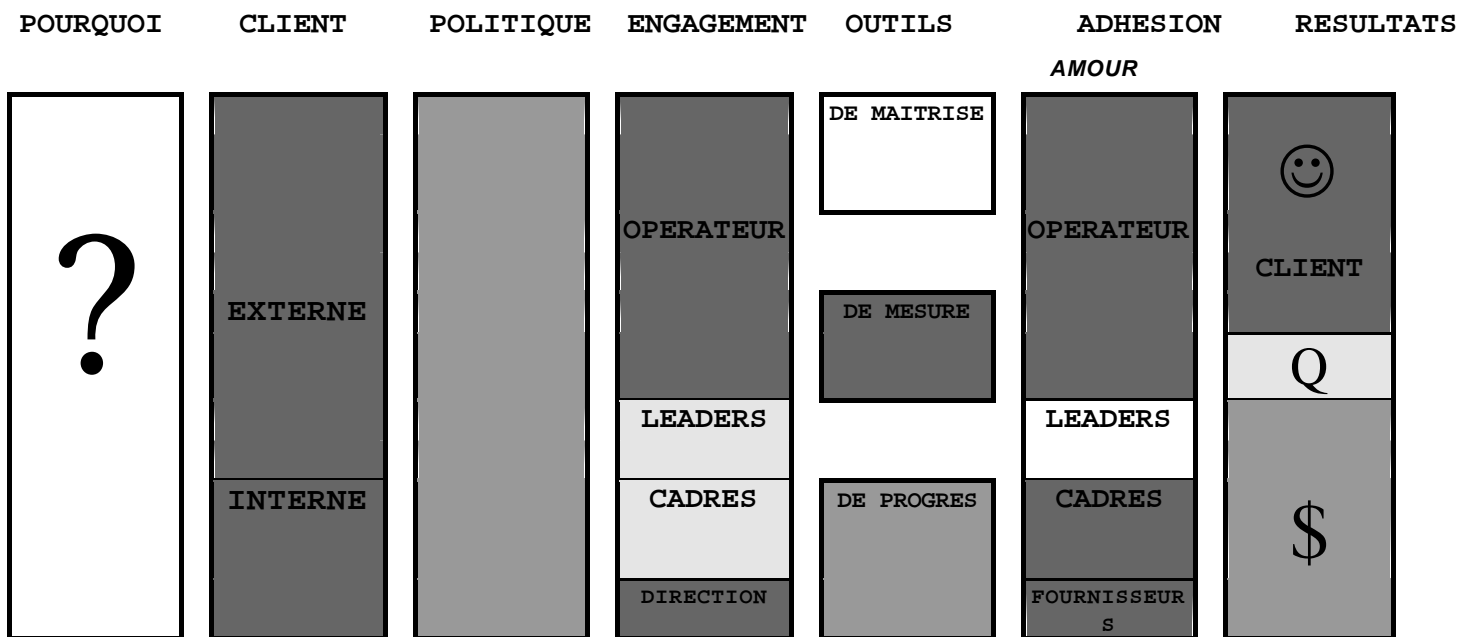 POURQUOI CLIENT POLITIQUE ENGAGEMENT OUTILS ADHESION RESULTATS
AMOUR
?
EXTERNE
INTERNE
OPERATEUR
LEADERS
CADRES
DIRECTION
DE MAITRISE
DE MESURE
DE PROGRES
OPERATEUR
LEADERS
CADRES
FOURNISSEUR
S
☺
CLIENT
Q
$